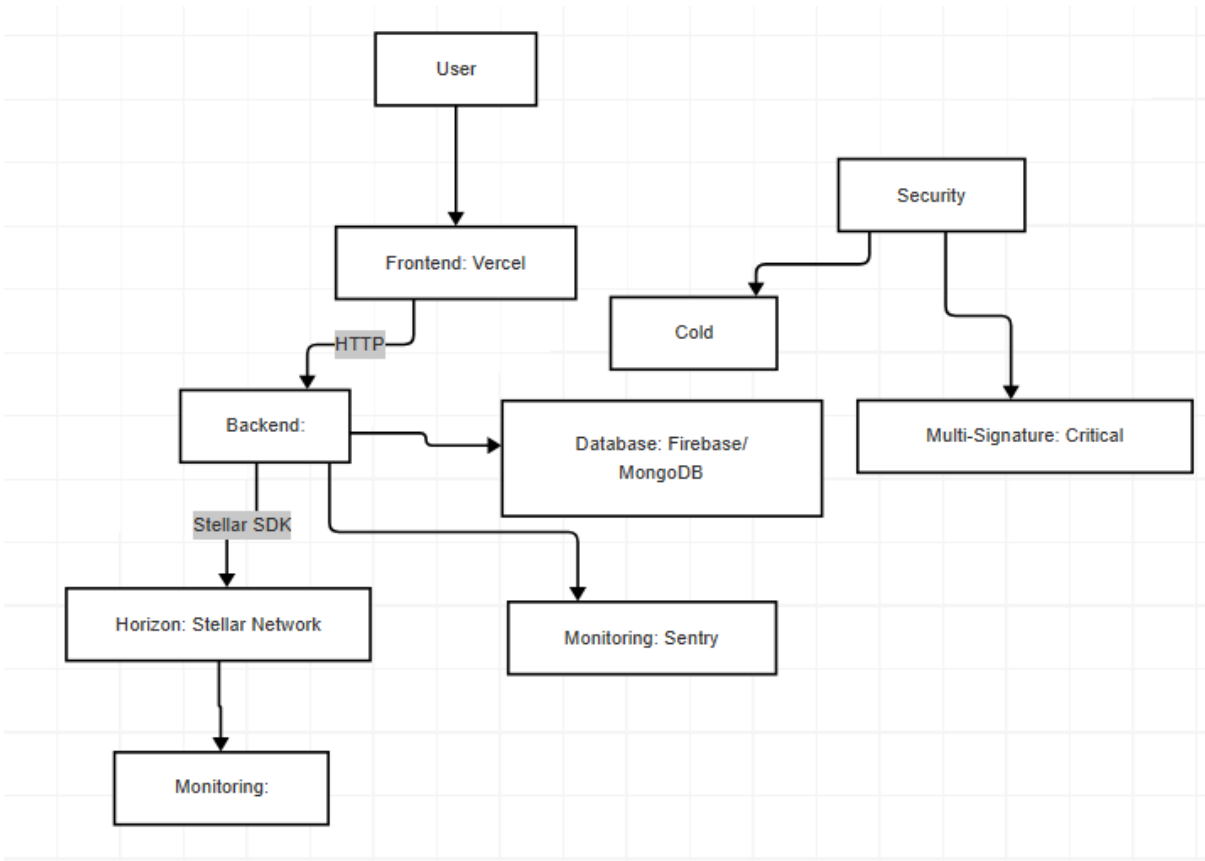 User
Security
Frontend: Vercel
Cold
HTTP
Backend:
Database: Firebase/
MongoDB
Multi-Signature: Critical
Stellar SDK
Horizon: Stellar Network
Monitoring: Sentry
Monitoring: